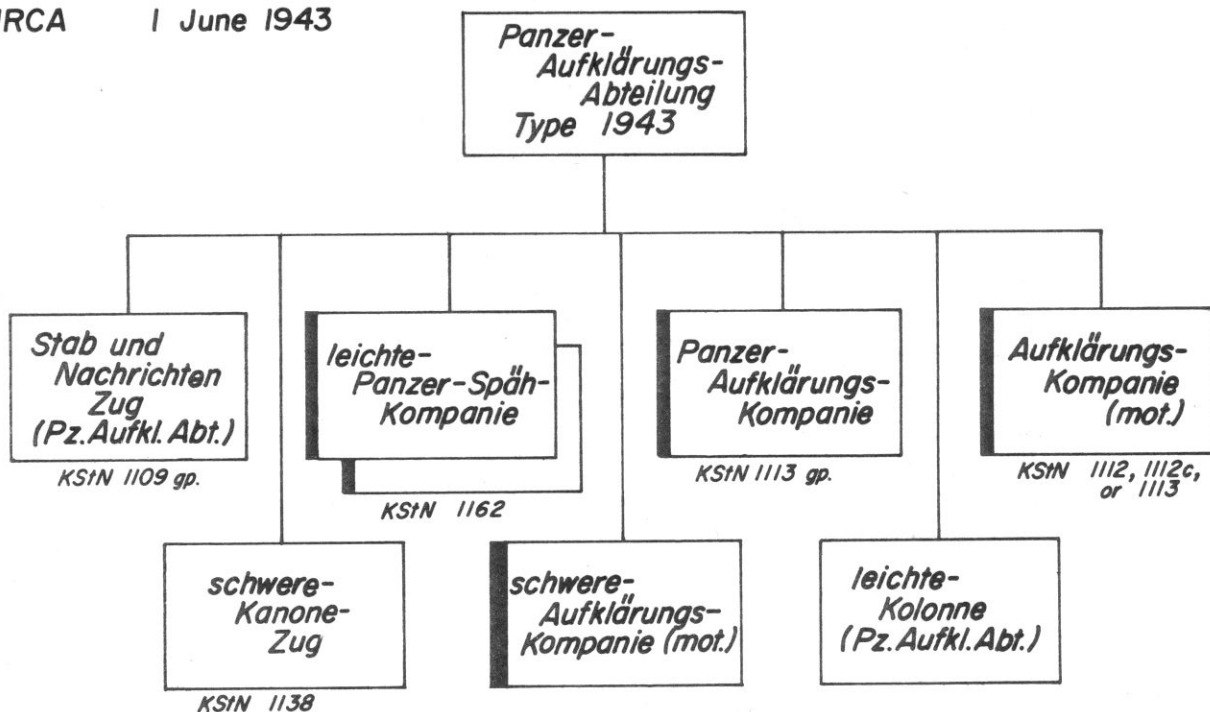 1 June 1943
Panzer-
Aufklärungs-
Abteilung
Type 1943
Stab und
Nachrichten
Zug
(Pz.Aufkl.Abt.)
KStN 1109 gp.
leichte-
Panzer-Späh-
Kompanie
KStN 1162
Panzer-
Aufklärungs-
Kompanie
KStN 1113 gp.
Aufklärungs-
Kompanie
(mot.)
KStN 1112, 1112c,
or 1113
schwere-
Kanone-
Zug
KStN 1138
schwere-
Aufklärungs-
Kompanie (mot.)
leichte-
Kolonne
(Pz.Aufkl.Abt.)